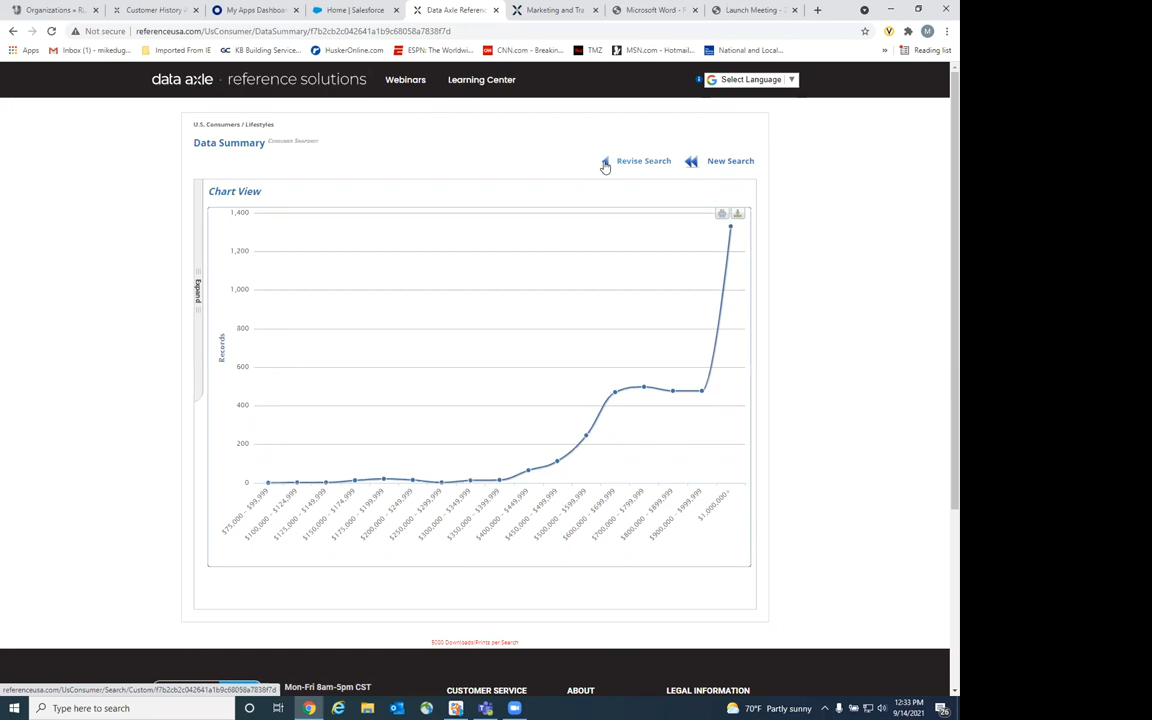 Organizations » R
Customer History
My Apps Dashbo
Home | Salesforce
Data Axle Referen
Marketing and Tra
Microsoft Word -
Launch Meeting -
Not secure
referenceusa.com/UsConsumer/DataSummary/f7b2cb2c042641a1b9c68058a7838f7d
Apps
Inbox (1) - mikedug...
Imported From IE
KB Building Service...
HuskerOnline.com
ESPN: The Worldwi...
CNN.com - Breakin...
TMZ
MSN.com - Hotmail...
National and Local...
Reading list
data axle reference solutions
Webinars
Learning Center
Select Language
U.S. Consumers / Lifestyles
Data Summary Consumer Snapshot
Revise Search
New Search
Chart View
Expand
Records
1,400
1,200
1,000
800
600
400
200
0
$75,000 - $99,999
$100,000 - $124,999
$125,000 - $149,999
$150,000 - $174,999
$175,000 - $199,999
$200,000 - $249,999
$250,000 - $299,999
$300,000 - $349,999
$350,000 - $399,999
$400,000 - $449,999
$450,000 - $499,999
$500,000 - $599,999
$600,000 - $699,999
$700,000 - $799,999
$800,000 - $899,999
$900,000 - $999,999
$1,000,000+
5000 Downloads/Prints per Search
referenceusa.com/UsConsumer/Search/Custom/f7b2cb2c042641a1b9c68058a7838f7d
Mon-Fri 8am-5pm CST
CUSTOMER SERVICE
ABOUT
LEGAL INFORMATION
Type here to search
70°F Partly sunny
12:33 PM
9/14/2021
26